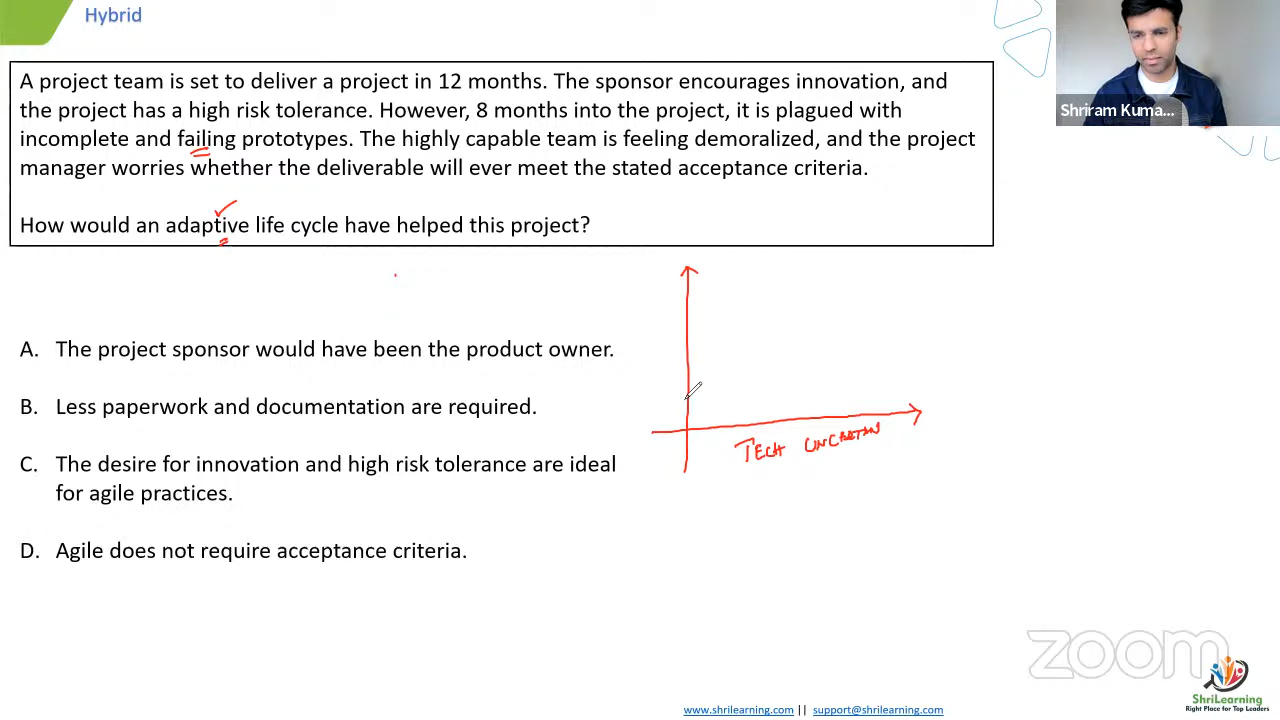 Hybrid
A project team is set to deliver a project in 12 months. The sponsor encourages innovation, and
the project has a high risk tolerance. However, 8 months into the project, it is plagued with
incomplete and failing prototypes. The highly capable team is feeling demoralized, and the project
manager worries whether the deliverable will ever meet the stated acceptance criteria.
How would an adaptive life cycle have helped this project?
A. The project sponsor would have been the product owner.
B. Less paperwork and documentation are required.
C. The desire for innovation and high risk tolerance are ideal
for agile practices.
D. Agile does not require acceptance criteria.
TECH
Shriram Kuma...
zoom
ShriLearning
Right Place for Top Leaders
www.shrilearning.com || support@shrilearning.com